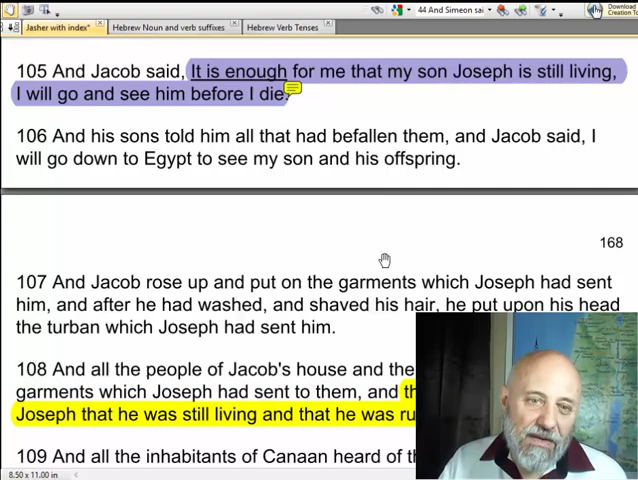 44 And Simeon sai
Download
Creation To
Jasher with index*
Hebrew Noun and verb suffixes
Hebrew Verb Tenses
105 And Jacob said, It is enough for me that my son Joseph is still living,
I will go and see him before I die.
106 And his sons told him all that had befallen them, and Jacob said, I
will go down to Egypt to see my son and his offspring.
168
107 And Jacob rose up and put on the garments which Joseph had sent
him, and after he had washed, and shaved his hair, he put upon his head
the turban which Joseph had sent him.
108 And all the people of Jacob's house and the
garments which Joseph had sent to them, and th
Joseph that he was still living and that he was ru
109 And all the inhabitants of Canaan heard of th
8.50 x 11.00 in